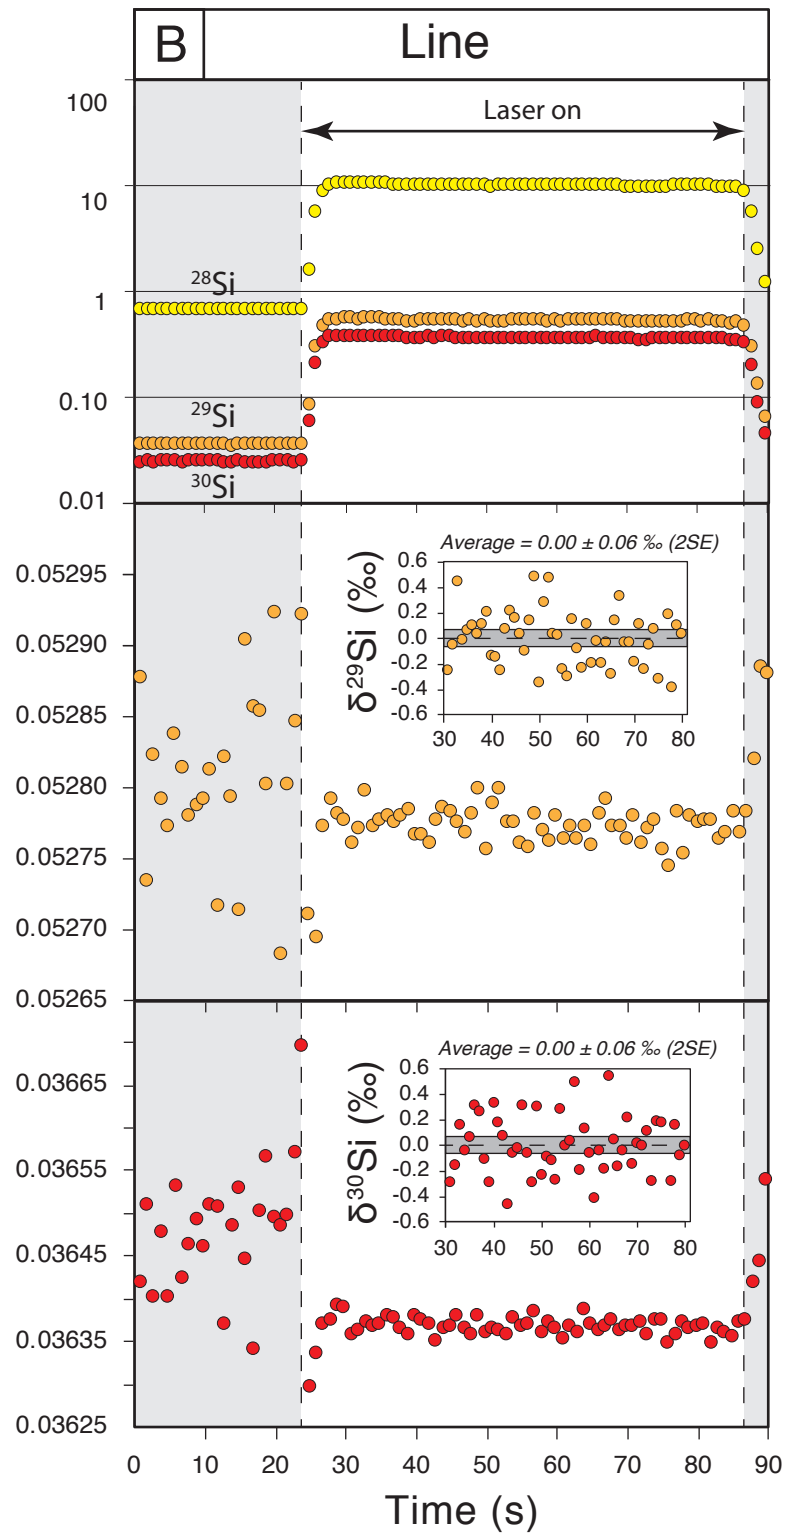 B
Line
Laser on
100
10
1
0.10
0.01
²⁸Si
²⁹Si
³⁰Si
0.05295
0.05290
0.05285
0.05280
0.05275
0.05270
0.05265
Average = 0.00 ± 0.06 ‰ (2SE)
δ²⁹Si (‰)
0.6
0.4
0.2
0.0
-0.2
-0.4
-0.6
30 40 50 60 70 80
0.03665
0.03655
0.03645
0.03635
0.03625
Average = 0.00 ± 0.06 ‰ (2SE)
δ³⁰Si (‰)
0.6
0.4
0.2
0.0
-0.2
-0.4
-0.6
30 40 50 60 70 80
0 10 20 30 40 50 60 70 80 90
Time (s)